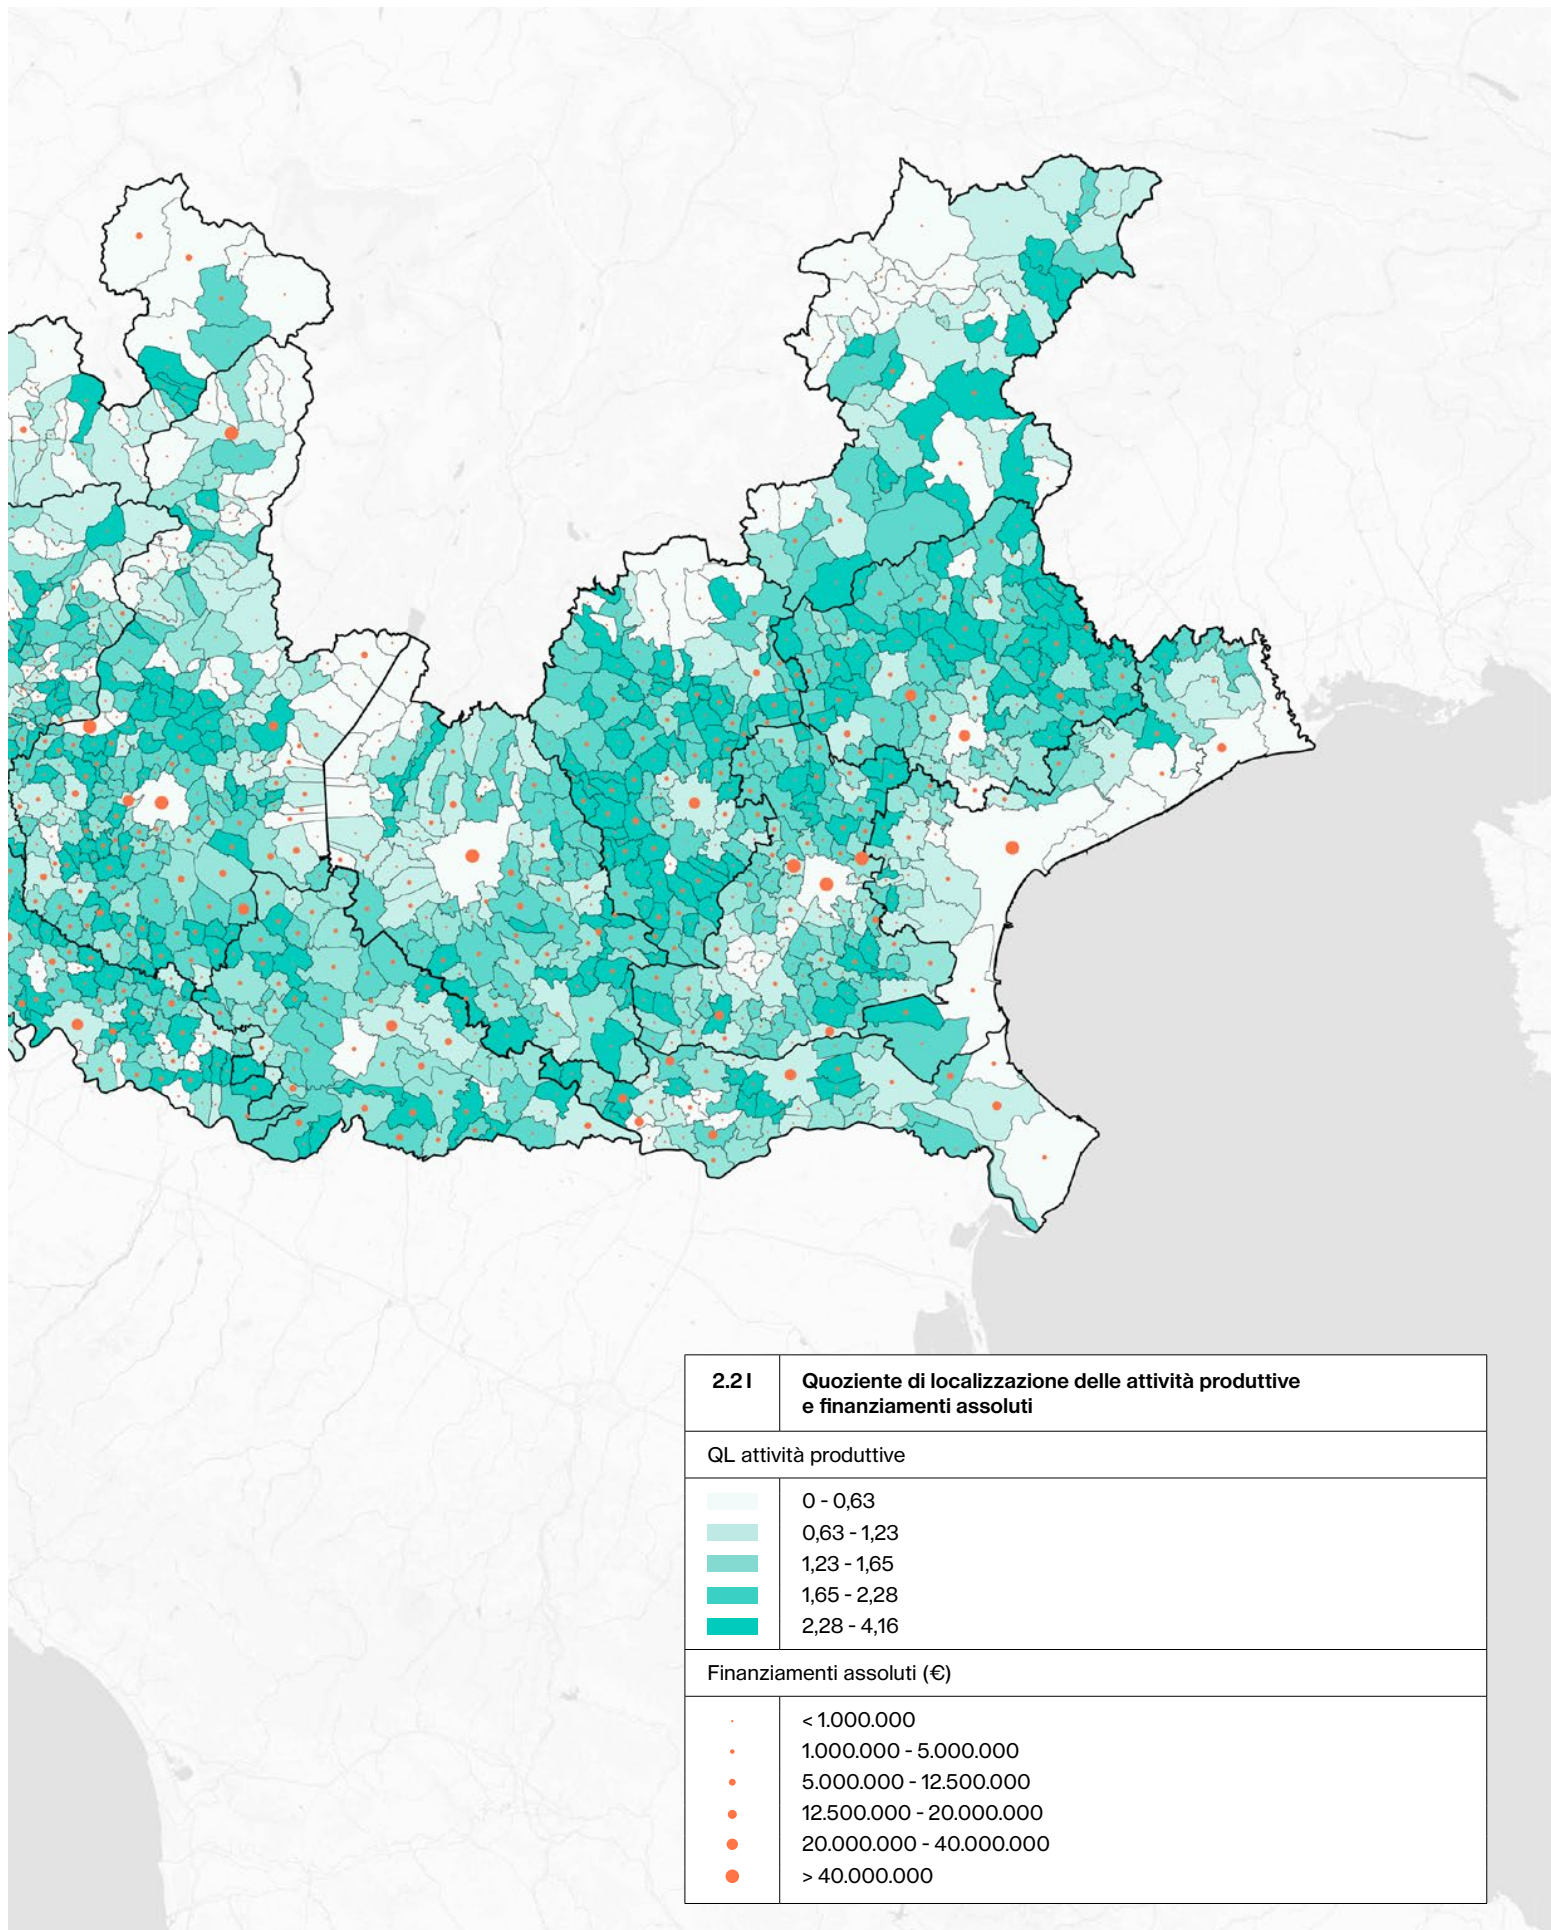 2.2 I
Quoziente di localizzazione delle attività produttive
e finanziamenti assoluti
QL attività produttive
0 - 0,63
0,63 - 1,23
1,23 - 1,65
1,65 - 2,28
2,28 - 4,16
Finanziamenti assoluti (€)
< 1.000.000
1.000.000 - 5.000.000
5.000.000 - 12.500.000
12.500.000 - 20.000.000
20.000.000 - 40.000.000
> 40.000.000